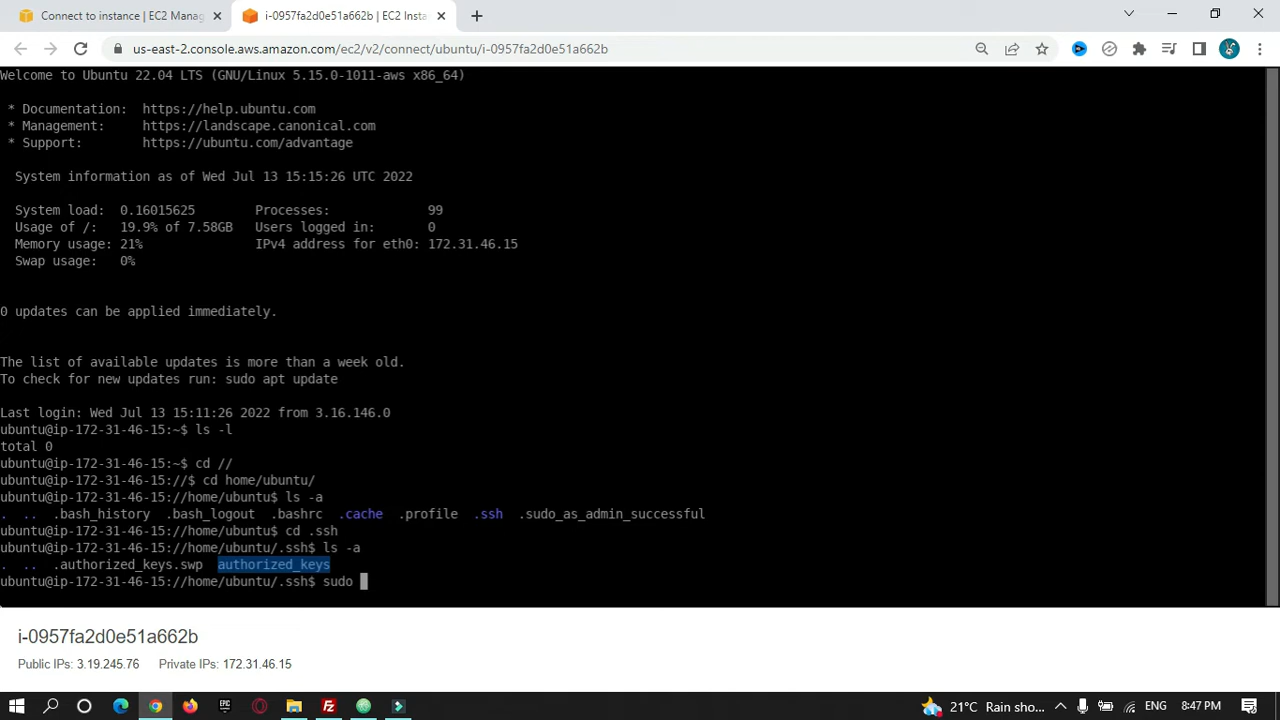 Connect to instance | EC2 Manag
i-0957fa2d0e51a662b | EC2 Insta
us-east-2.console.aws.amazon.com/ec2/v2/connect/ubuntu/i-0957fa2d0e51a662b
Welcome to Ubuntu 22.04 LTS (GNU/Linux 5.15.0-1011-aws x86_64)
* Documentation:  https://help.ubuntu.com
* Management:     https://landscape.canonical.com
* Support:        https://ubuntu.com/advantage
System information as of Wed Jul 13 15:15:26 UTC 2022
System load:  0.16015625        Processes:             99
Usage of /:   19.9% of 7.58GB   Users logged in:       0
Memory usage: 21%               IPv4 address for eth0: 172.31.46.15
Swap usage:   0%
0 updates can be applied immediately.
The list of available updates is more than a week old.
To check for new updates run: sudo apt update
Last login: Wed Jul 13 15:11:26 2022 from 3.16.146.0
ubuntu@ip-172-31-46-15:~$ ls -l
total 0
ubuntu@ip-172-31-46-15:~$ cd //
ubuntu@ip-172-31-46-15://$ cd home/ubuntu/
ubuntu@ip-172-31-46-15://home/ubuntu$ ls -a
.  ..  .bash_history  .bash_logout  .bashrc  .cache  .profile  .ssh  .sudo_as_admin_successful
ubuntu@ip-172-31-46-15://home/ubuntu$ cd .ssh
ubuntu@ip-172-31-46-15://home/ubuntu/.ssh$ ls -a
.  ..  .authorized_keys.swp  authorized_keys
ubuntu@ip-172-31-46-15://home/ubuntu/.ssh$ sudo
i-0957fa2d0e51a662b
Public IPs: 3.19.245.76    Private IPs: 172.31.46.15
EPIC GAMES
Fz
21°C  Rain sho...  ENG  8:47 PM